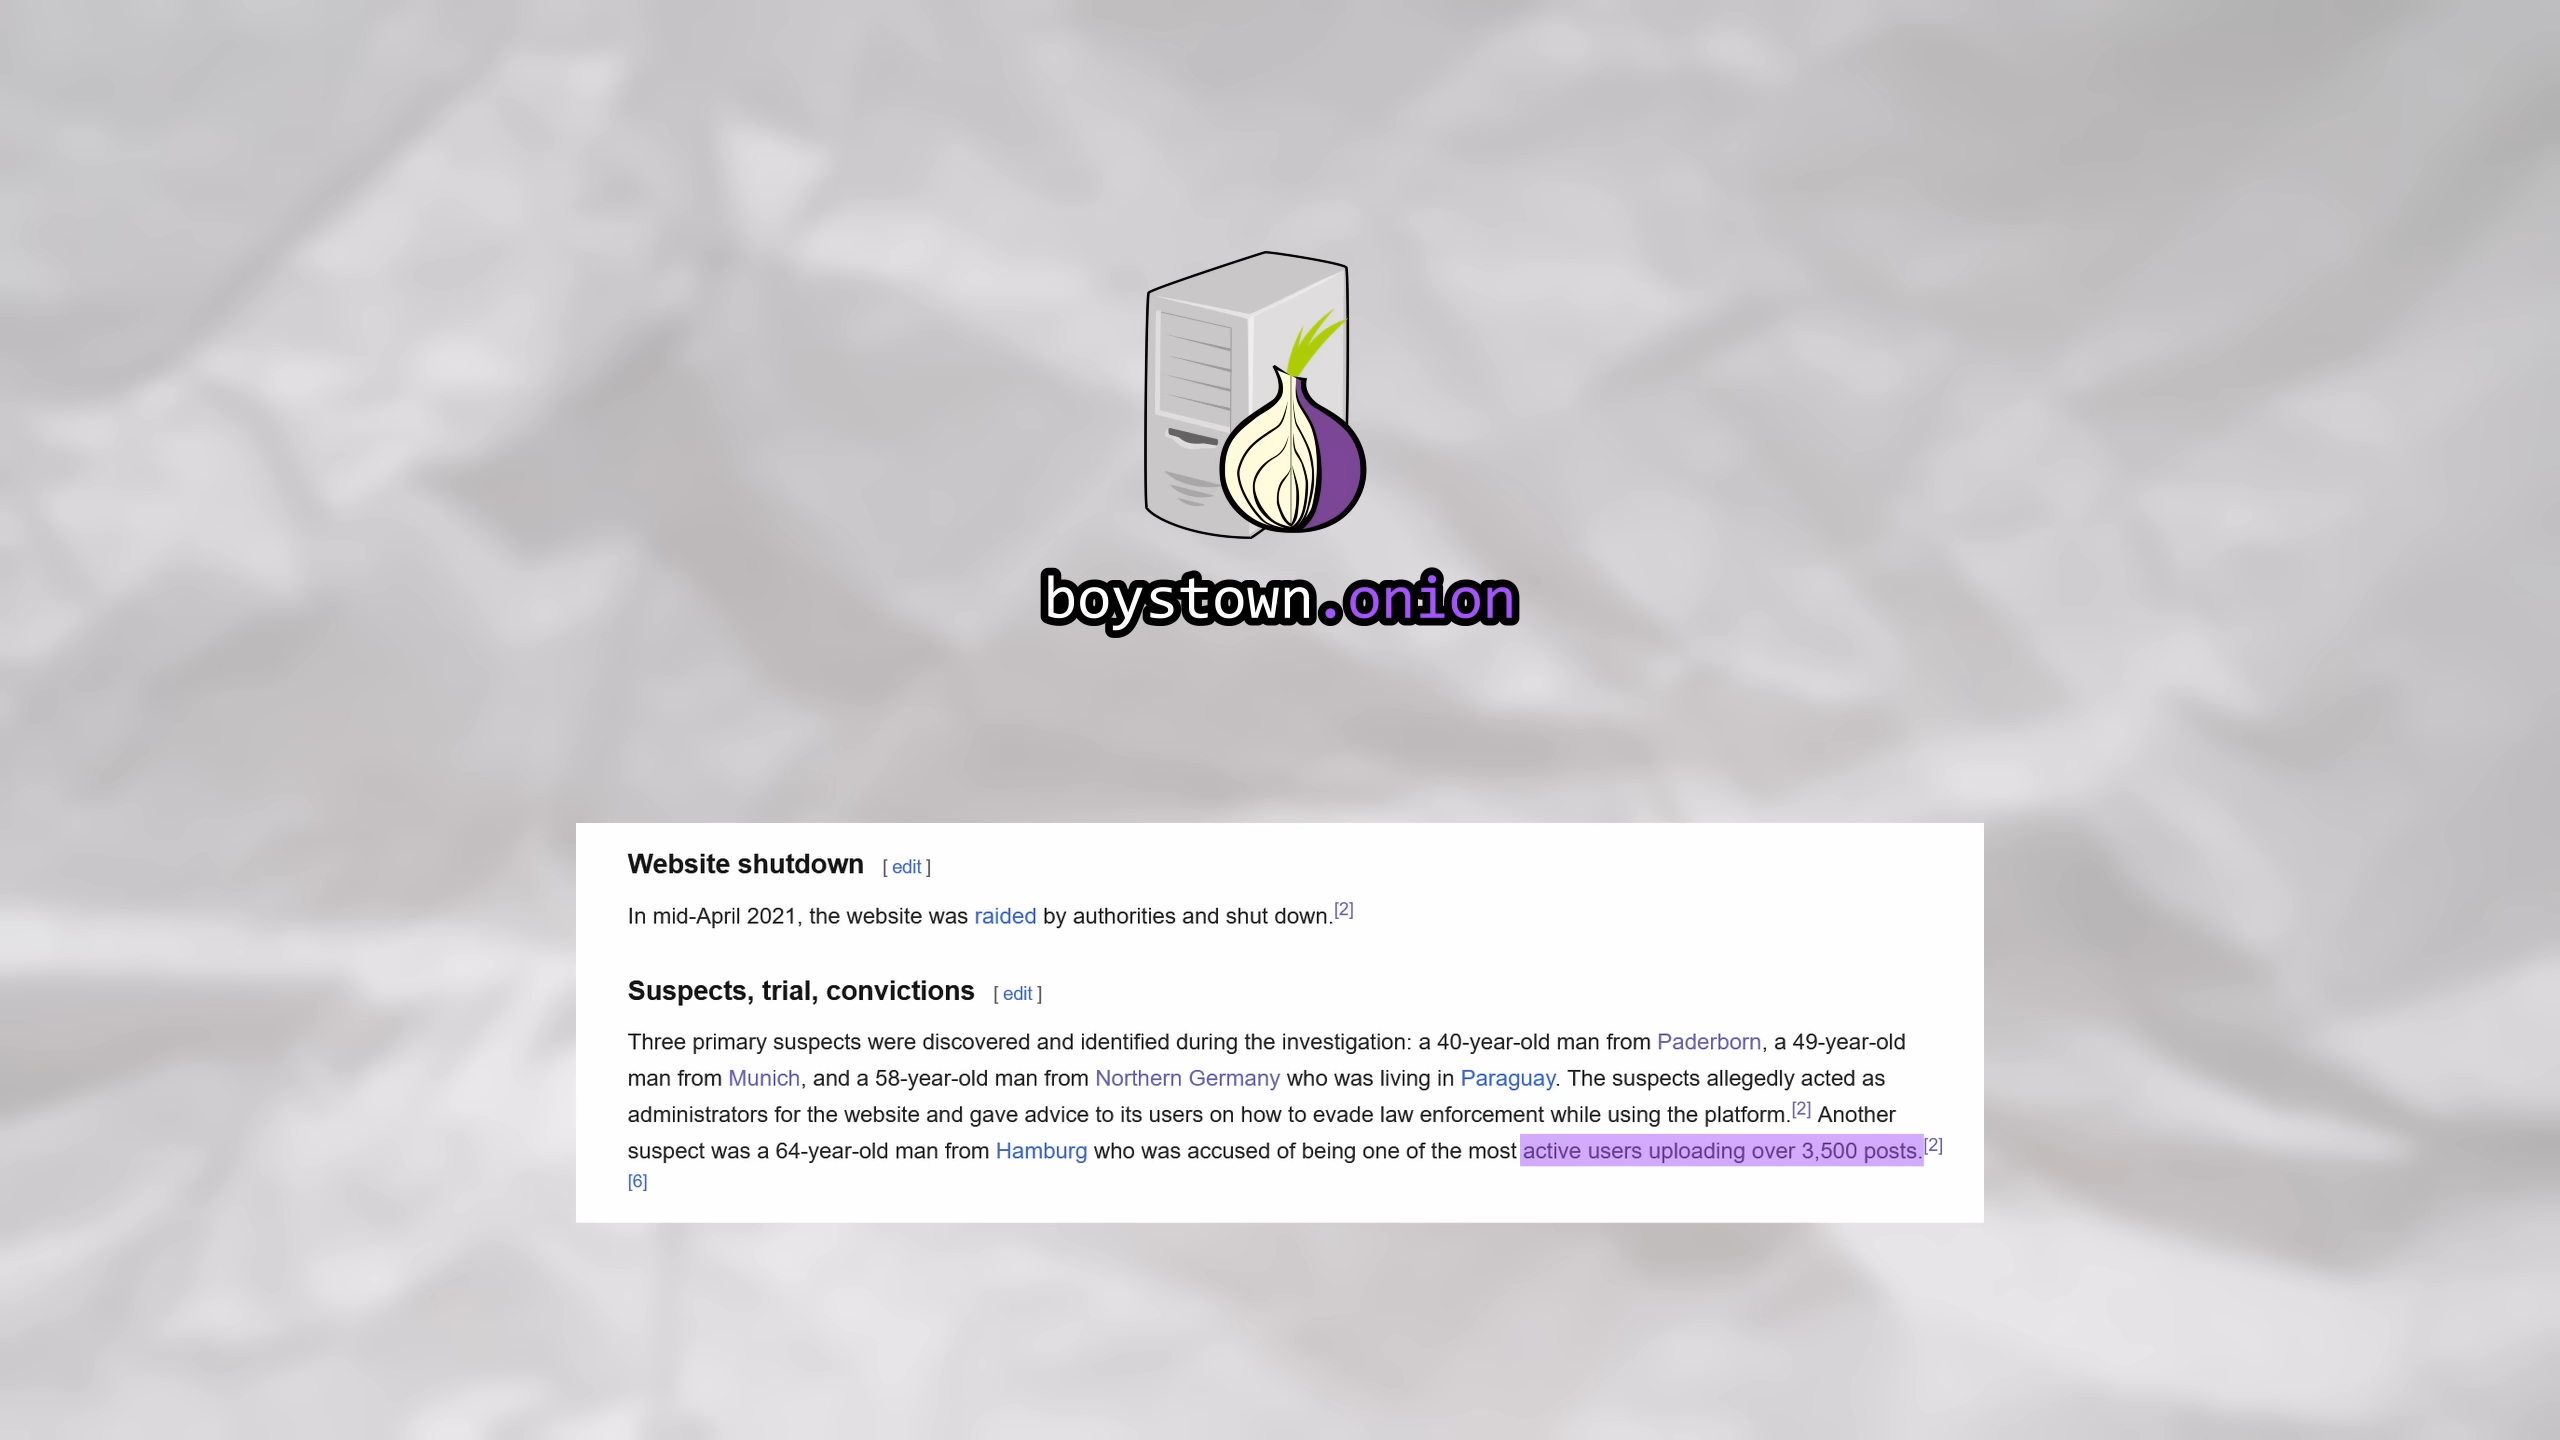 boystown.onion
Website shutdown [ edit ]
In mid-April 2021, the website was raided by authorities and shut down.[2]
Suspects, trial, convictions [ edit ]
Three primary suspects were discovered and identified during the investigation: a 40-year-old man from Paderborn, a 49-year-old
man from Munich, and a 58-year-old man from Northern Germany who was living in Paraguay. The suspects allegedly acted as
administrators for the website and gave advice to its users on how to evade law enforcement while using the platform.[2] Another
suspect was a 64-year-old man from Hamburg who was accused of being one of the most active users uploading over 3,500 posts.[2]
[6]